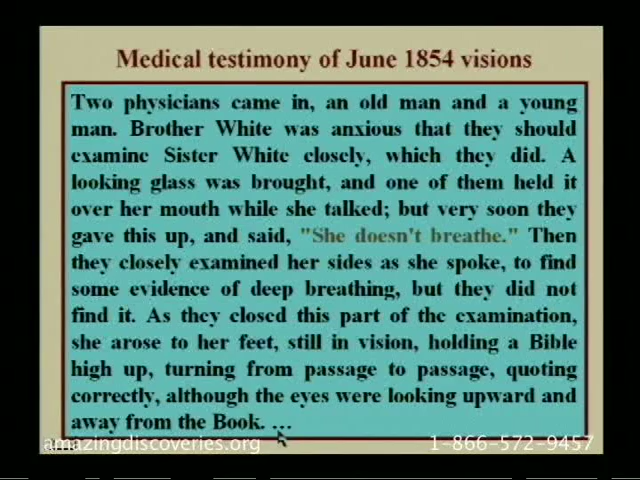 Medical testimony of June 1854 visions
Two physicians came in, an old man and a young
man. Brother White was anxious that they should
examine Sister White closely, which they did. A
looking glass was brought, and one of them held it
over her mouth while she talked; but very soon they
gave this up, and said, "She doesn't breathe." Then
they closely examined her sides as she spoke, to find
some evidence of deep breathing, but they did not
find it. As they closed this part of the examination,
she arose to her feet, still in vision, holding a Bible
high up, turning from passage to passage, quoting
correctly, although the eyes were looking upward and
away from the Book. ...
amazingdiscoveries.org 1-866-572-9457